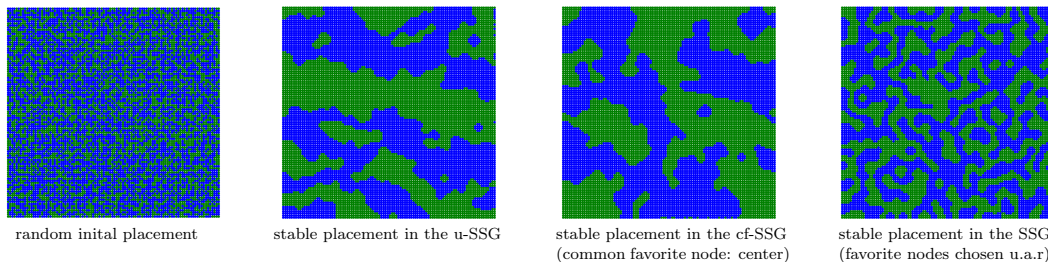 random inital placement
stable placement in the u-SSG
stable placement in the cf-SSG
(common favorite node: center)
stable placement in the SSG
(favorite nodes chosen u.a.r)